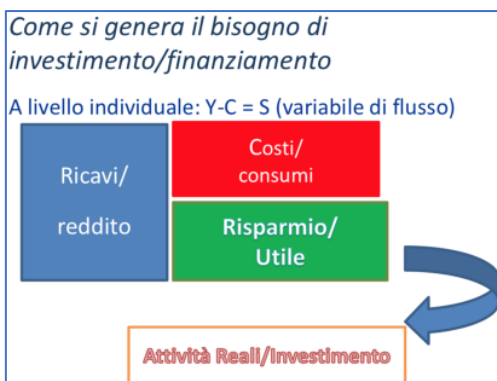 Come si genera il bisogno di
investimento/finanziamento
A livello individuale: Y-C = S (variabile di flusso)
Ricavi/
reddito
Costi/
consumi
Risparmio/
Utile
Attività Reali/Investimento